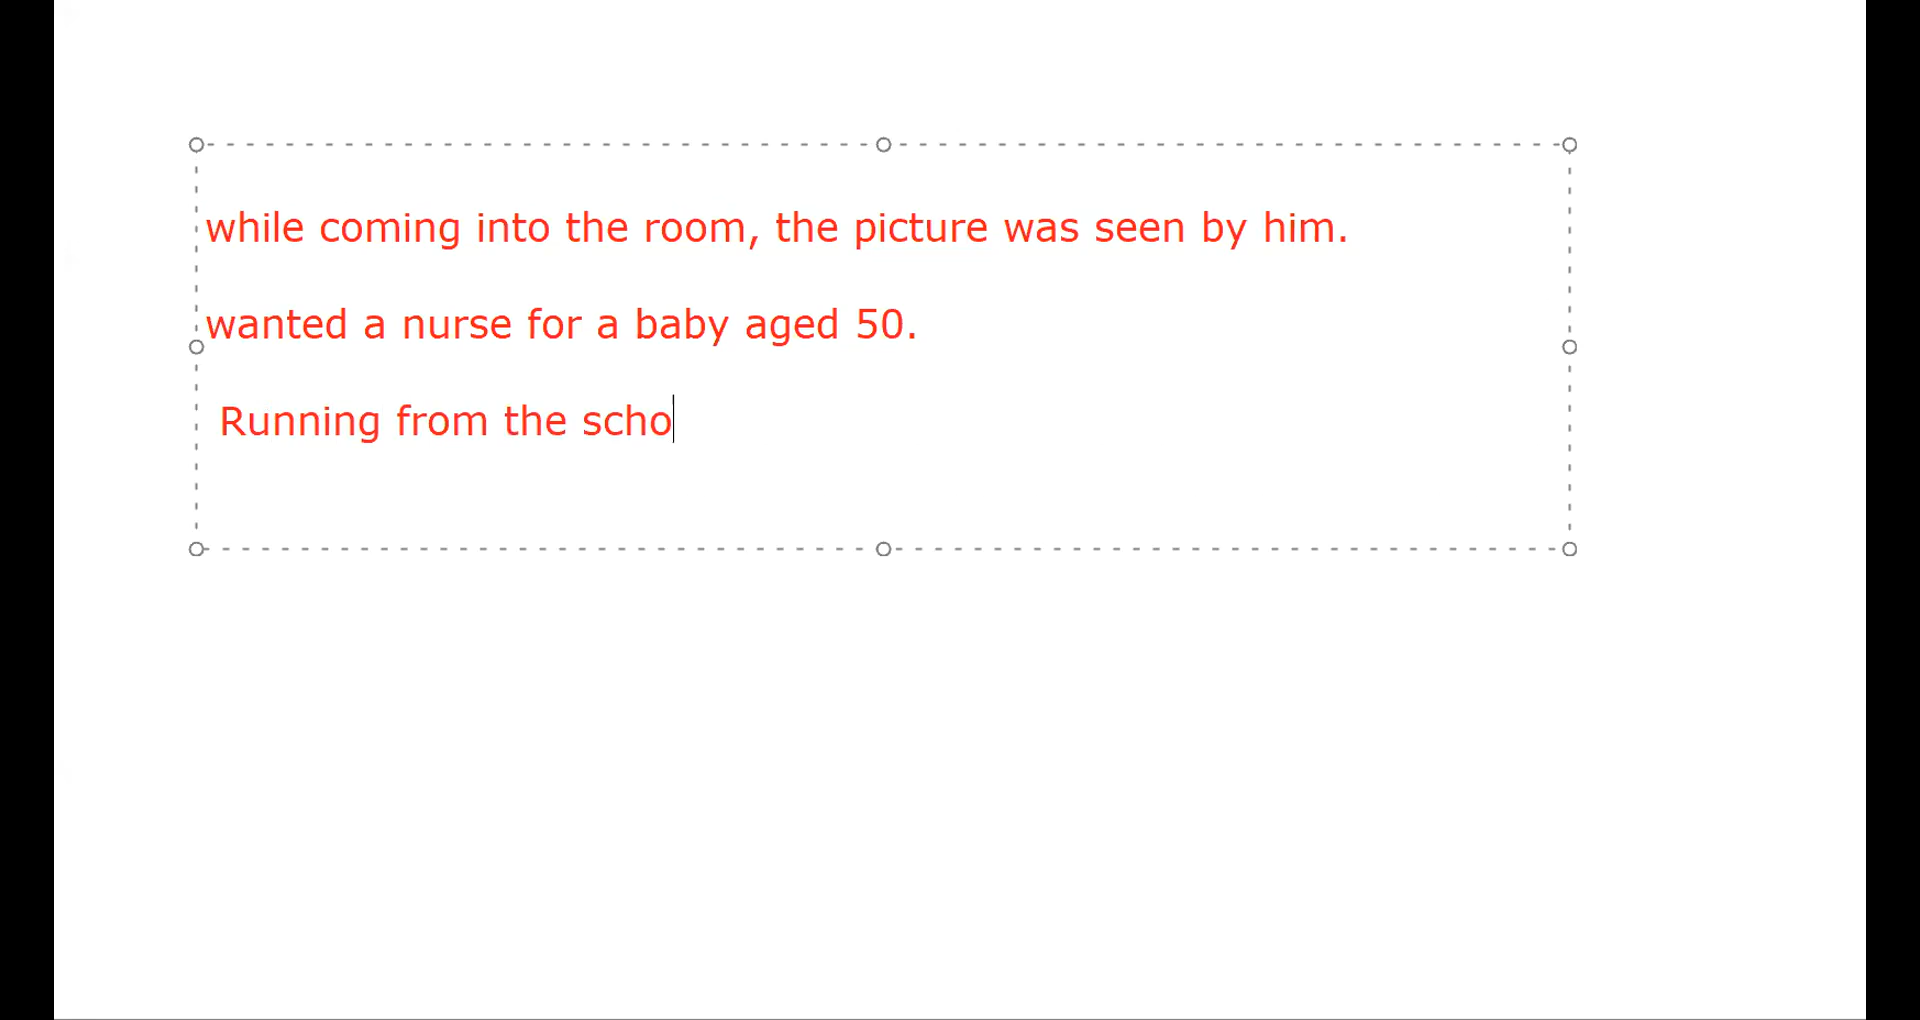 while coming into the room, the picture was seen by him.
wanted a nurse for a baby aged 50.
Running from the scho